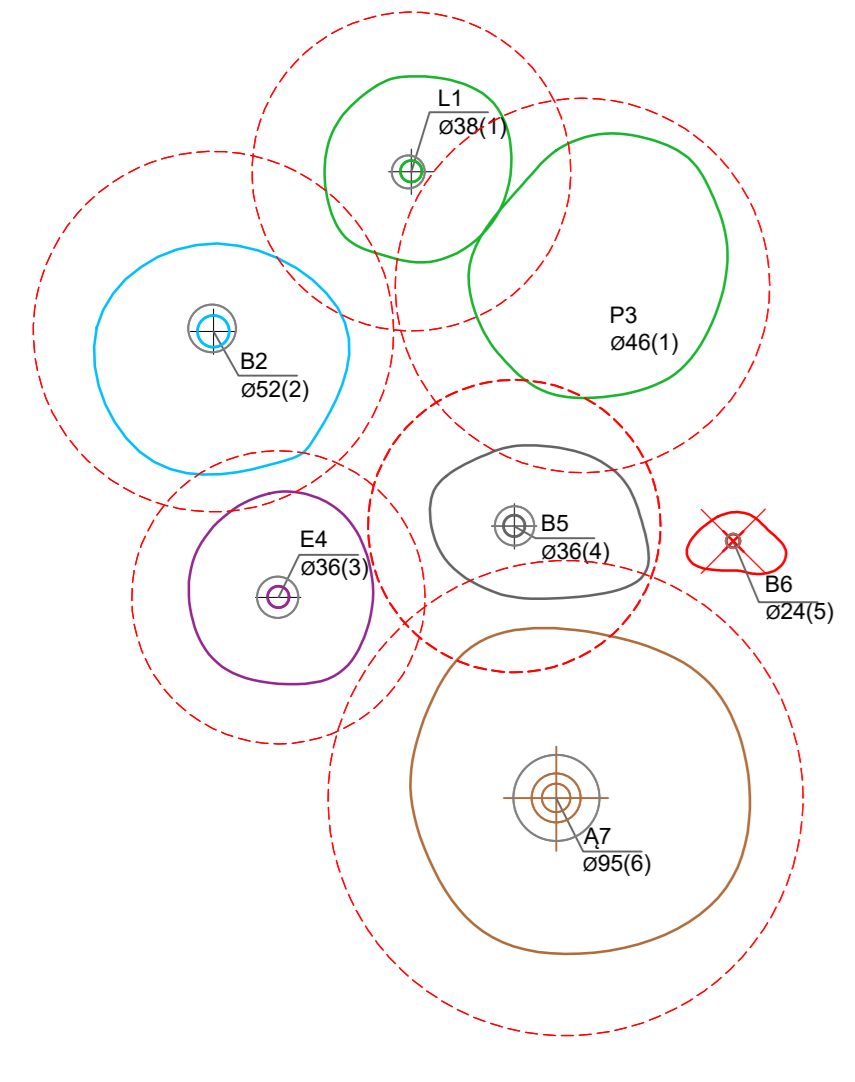 L1
Ø38(1)
P3
Ø46(1)
B2
Ø52(2)
B5
Ø36(4)
E4
Ø36(3)
B6
Ø24(5)
Ą7
Ø95(6)